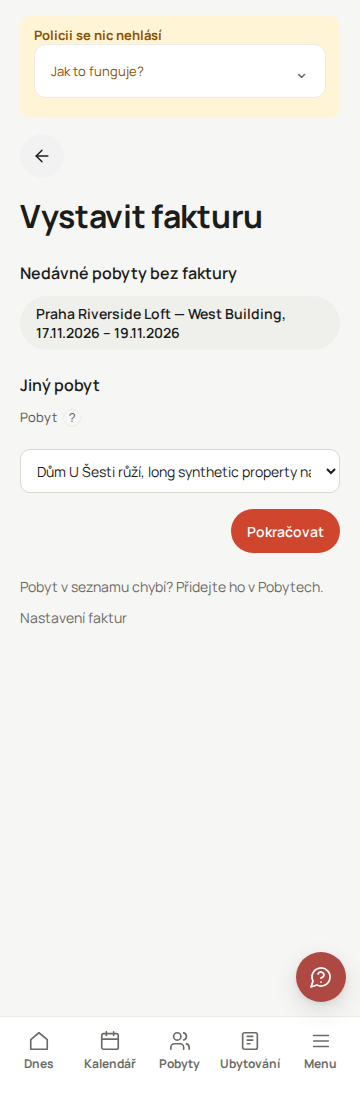 Policii se nic nehlásí
Jak to funguje?
Vystavit fakturu
Nedávné pobyty bez faktury
Praha Riverside Loft — West Building,
17.11.2026 – 19.11.2026
Jiný pobyt
Pobyt ?
Dům U Šesti růží, long synthetic property na
Pokračovat
Pobyt v seznamu chybí? Přidejte ho v Pobytech.
Nastavení faktur
Dnes Kalendář Pobyty Ubytování Menu